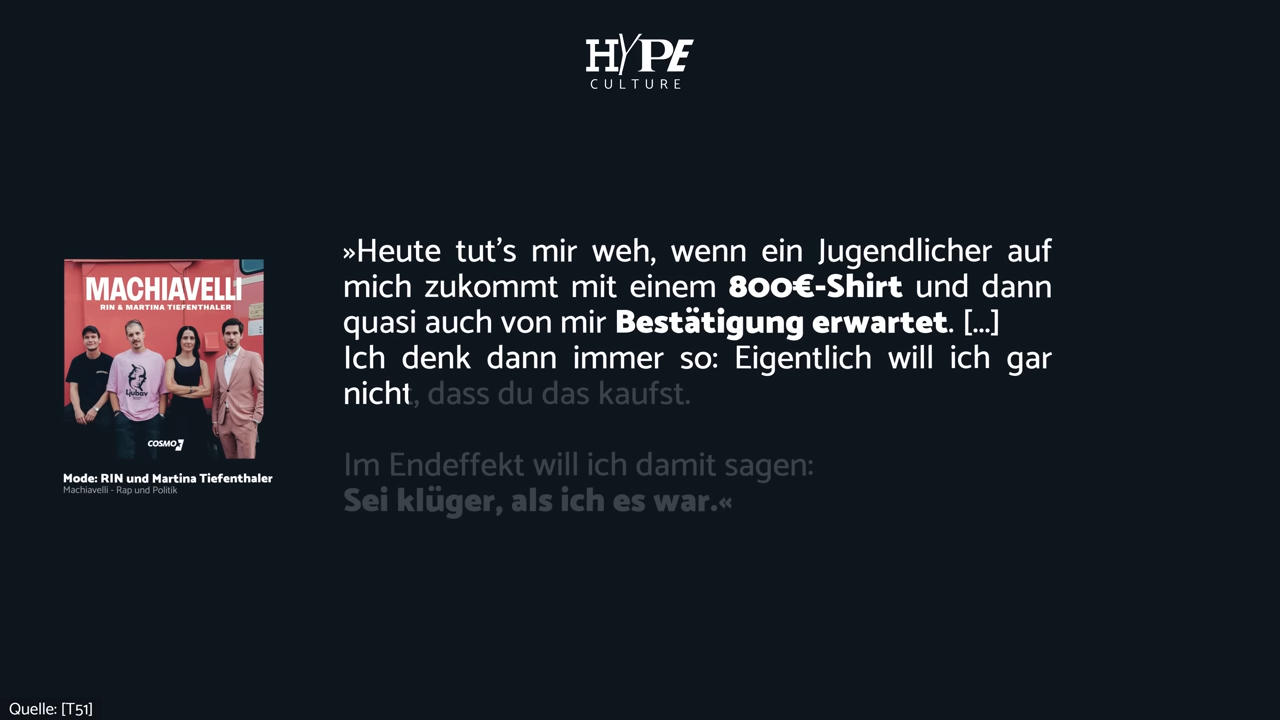 HYPE
CULTURE
»Heute tut's mir weh, wenn ein Jugendlicher auf
mich zukommt mit einem 800€-Shirt und dann
quasi auch von mir Bestätigung erwartet. [...]
Ich denk dann immer so: Eigentlich will ich gar
nicht, dass du das kaufst.
Im Endeffekt will ich damit sagen:
Sei klüger, als ich es war.«
MACHIAVELLI
RIN & MARTINA TIEFENTHALER
Ljubav
COSMO
Mode: RIN und Martina Tiefenthaler
Machiavelli - Rap und Politik
Quelle: [T51]